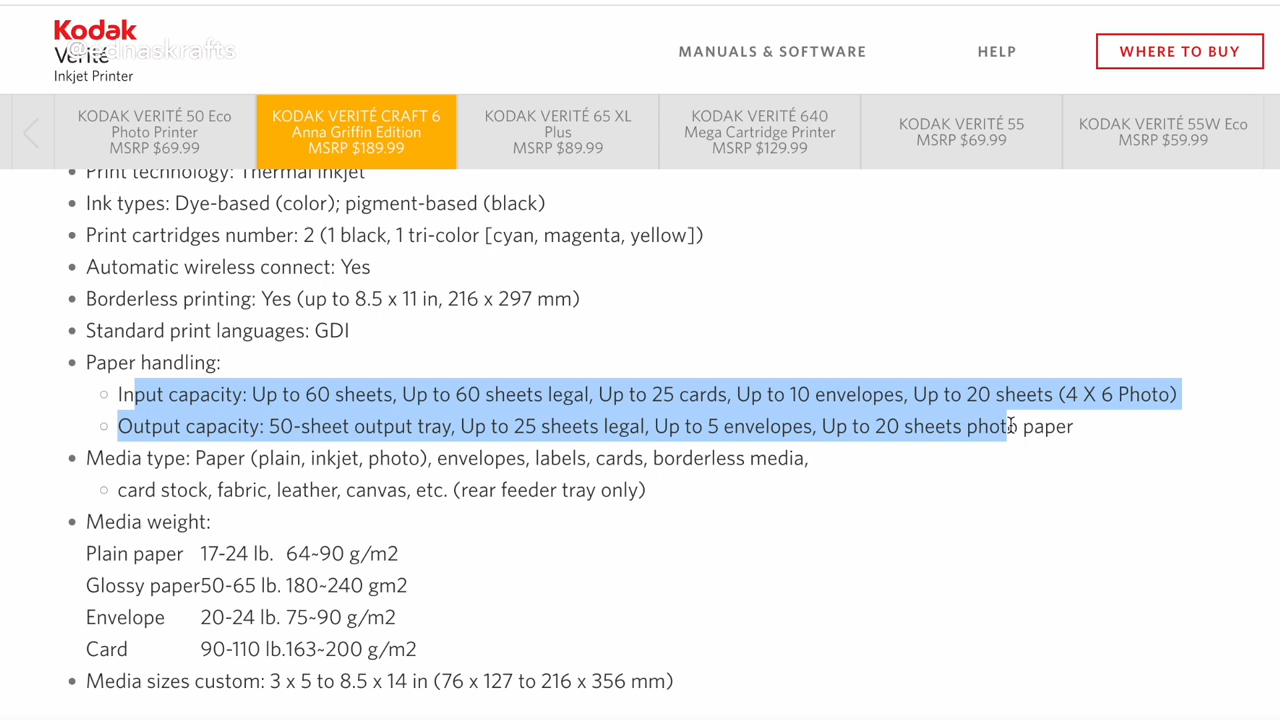 Kodak
Verité
@ednaskrafts
Inkjet Printer
MANUALS & SOFTWARE
HELP
WHERE TO BUY
KODAK VERITÉ 50 Eco
Photo Printer
MSRP $69.99
KODAK VERITÉ CRAFT 6
Anna Griffin Edition
MSRP $189.99
KODAK VERITÉ 65 XL
Plus
MSRP $89.99
KODAK VERITÉ 640
Mega Cartridge Printer
MSRP $129.99
KODAK VERITÉ 55
MSRP $69.99
KODAK VERITÉ 55W Eco
MSRP $59.99
• Print technology: Thermal Inkjet
• Ink types: Dye-based (color); pigment-based (black)
• Print cartridges number: 2 (1 black, 1 tri-color [cyan, magenta, yellow])
• Automatic wireless connect: Yes
• Borderless printing: Yes (up to 8.5 x 11 in, 216 x 297 mm)
• Standard print languages: GDI
• Paper handling:
○ Input capacity: Up to 60 sheets, Up to 60 sheets legal, Up to 25 cards, Up to 10 envelopes, Up to 20 sheets (4 X 6 Photo)
○ Output capacity: 50-sheet output tray, Up to 25 sheets legal, Up to 5 envelopes, Up to 20 sheets photo paper
• Media type: Paper (plain, inkjet, photo), envelopes, labels, cards, borderless media,
○ card stock, fabric, leather, canvas, etc. (rear feeder tray only)
• Media weight:
Plain paper 17-24 lb. 64~90 g/m2
Glossy paper50-65 lb. 180~240 gm2
Envelope 20-24 lb. 75~90 g/m2
Card 90-110 lb.163~200 g/m2
• Media sizes custom: 3 x 5 to 8.5 x 14 in (76 x 127 to 216 x 356 mm)